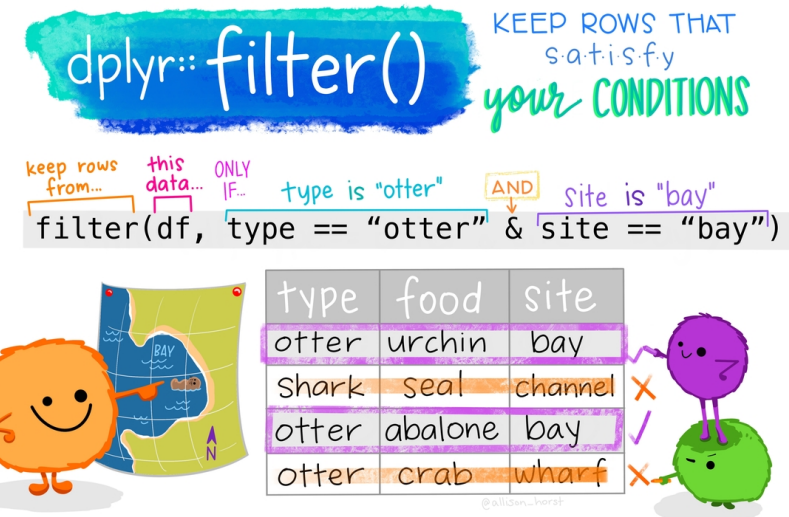 dplyr::filter()
KEEP ROWS THAT
s·a·t·i·s·f·y
your CONDITIONS
keep rows from...
this data...
ONLY IF...
type is "otter"
AND
site is "bay"
filter(df, type == “otter” & site == “bay”)
type food site
otter urchin bay
shark seal channel
otter abalone bay
otter crab wharf
BAY
N
@allison_horst